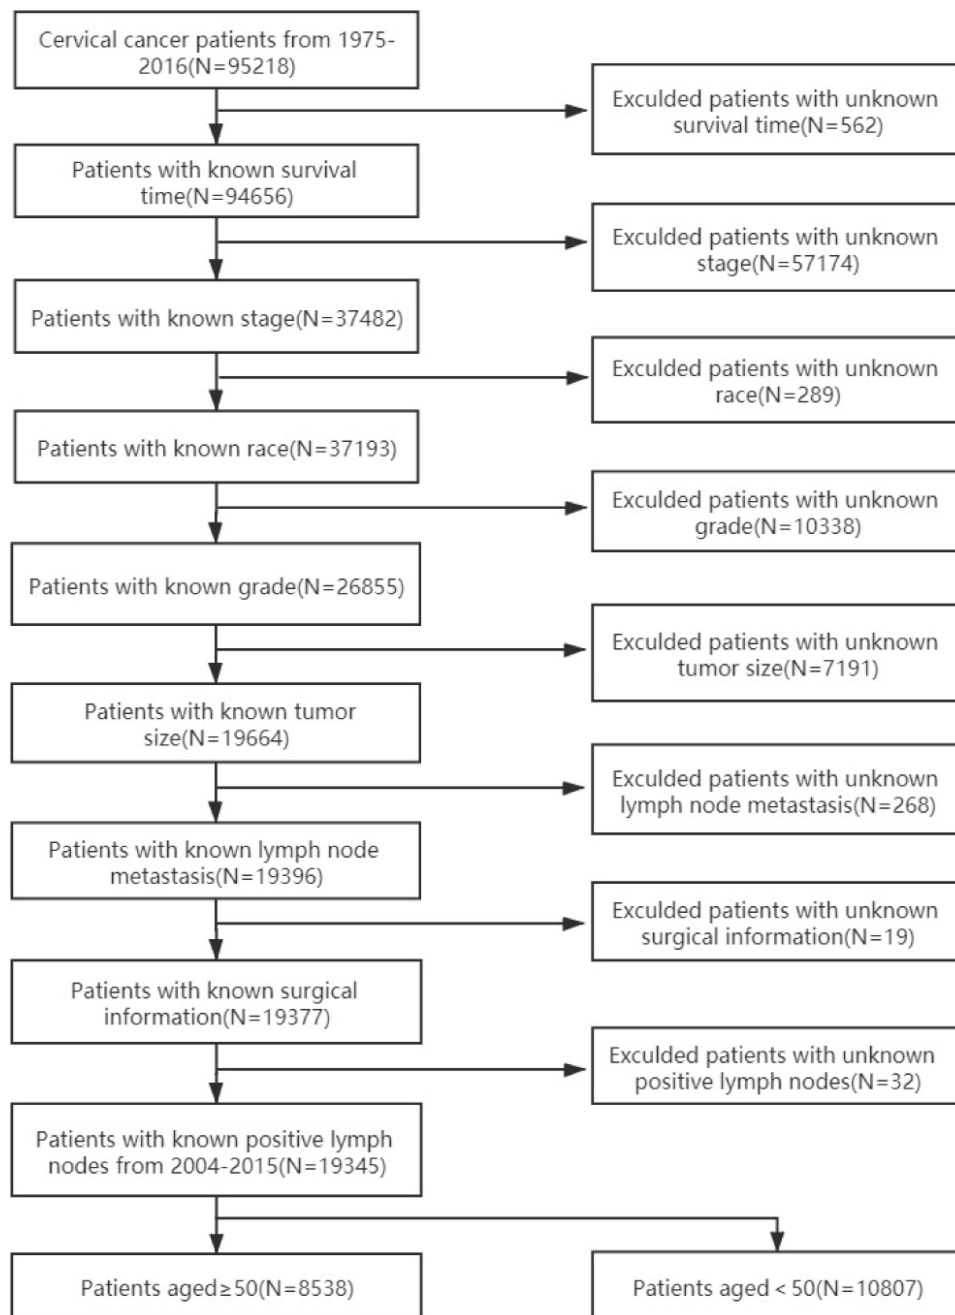 Cervical cancer patients from 1975-
2016(N=95218)
Exculded patients with unknown
survival time(N=562)
Patients with known survival
time(N=94656)
Exculded patients with unknown
stage(N=57174)
Patients with known stage(N=37482)
Exculded patients with unknown
race(N=289)
Patients with known race(N=37193)
Exculded patients with unknown
grade(N=10338)
Patients with known grade(N=26855)
Exculded patients with unknown
tumor size(N=7191)
Patients with known tumor
size(N=19664)
Exculded patients with unknown
lymph node metastasis(N=268)
Patients with known lymph node
metastasis(N=19396)
Exculded patients with unknown
surgical information(N=19)
Patients with known surgical
information(N=19377)
Exculded patients with unknown
positive lymph nodes(N=32)
Patients with known positive lymph
nodes from 2004-2015(N=19345)
Patients aged≥50(N=8538)
Patients aged < 50(N=10807)